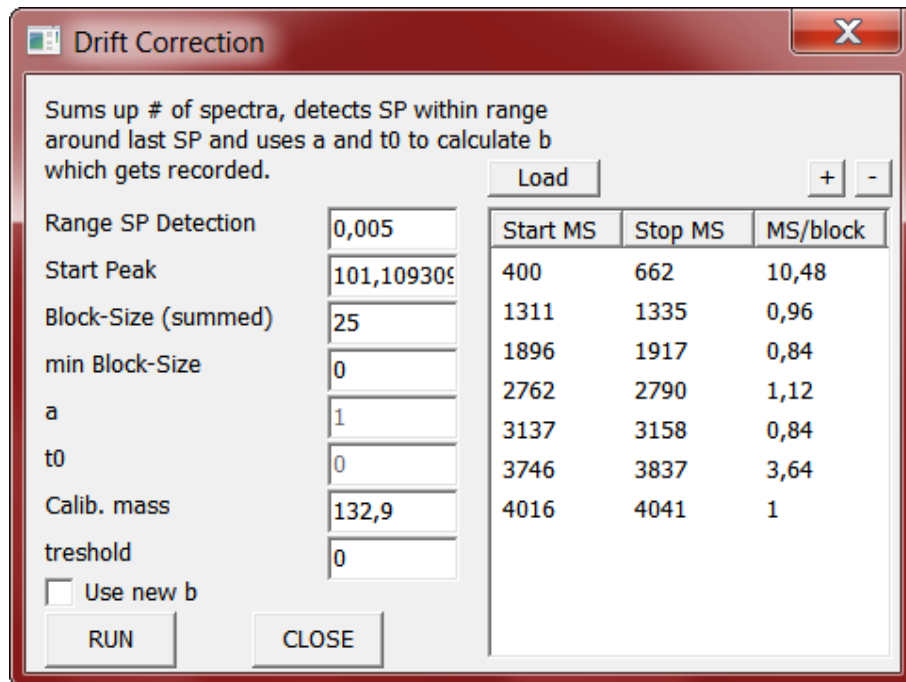 Drift Correction
Sums up # of spectra, detects SP within range
around last SP and uses a and t0 to calculate b
which gets recorded.
Load + -
Range SP Detection 0,005
Start Peak 101,109309
Block-Size (summed) 25
min Block-Size 0
a 1
t0 0
Calib. mass 132,9
treshold 0
Use new b
RUN CLOSE
Start MS Stop MS MS/block
400 662 10,48
1311 1335 0,96
1896 1917 0,84
2762 2790 1,12
3137 3158 0,84
3746 3837 3,64
4016 4041 1